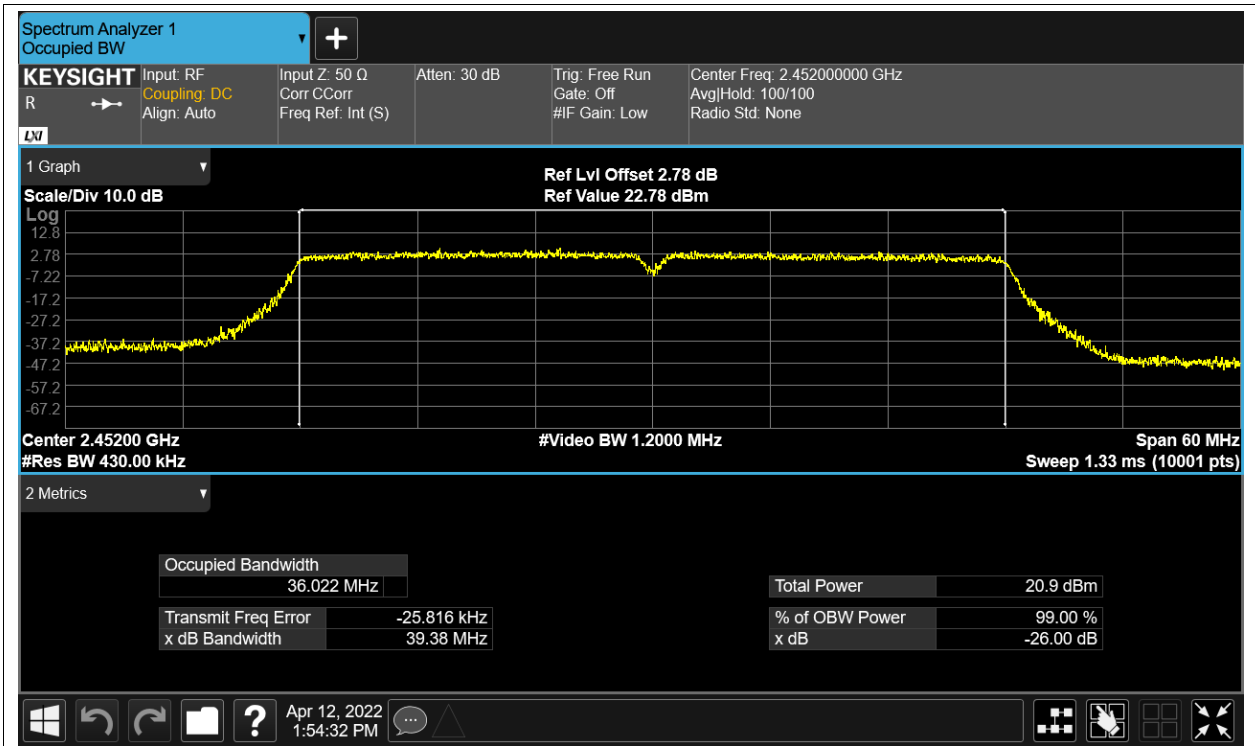 Spectrum Analyzer 1
Occupied BW
KEYSIGHT
R
LXI
Input: RF
Coupling: DC
Align: Auto
Input Z: 50 Ω
Corr CCorr
Freq Ref: Int (S)
Atten: 30 dB
Trig: Free Run
Gate: Off
#IF Gain: Low
Center Freq: 2.452000000 GHz
Avg|Hold: 100/100
Radio Std: None
1 Graph
Scale/Div 10.0 dB
Ref Lvl Offset 2.78 dB
Ref Value 22.78 dBm
Log
12.8
2.78
-7.22
-17.2
-27.2
-37.2
-47.2
-57.2
-67.2
Center 2.45200 GHz
#Video BW 1.2000 MHz
Span 60 MHz
#Res BW 430.00 kHz
Sweep 1.33 ms (10001 pts)
2 Metrics
Occupied Bandwidth
36.022 MHz
Total Power 20.9 dBm
Transmit Freq Error -25.816 kHz
% of OBW Power 99.00 %
x dB Bandwidth 39.38 MHz
x dB -26.00 dB
?
Apr 12, 2022
1:54:32 PM